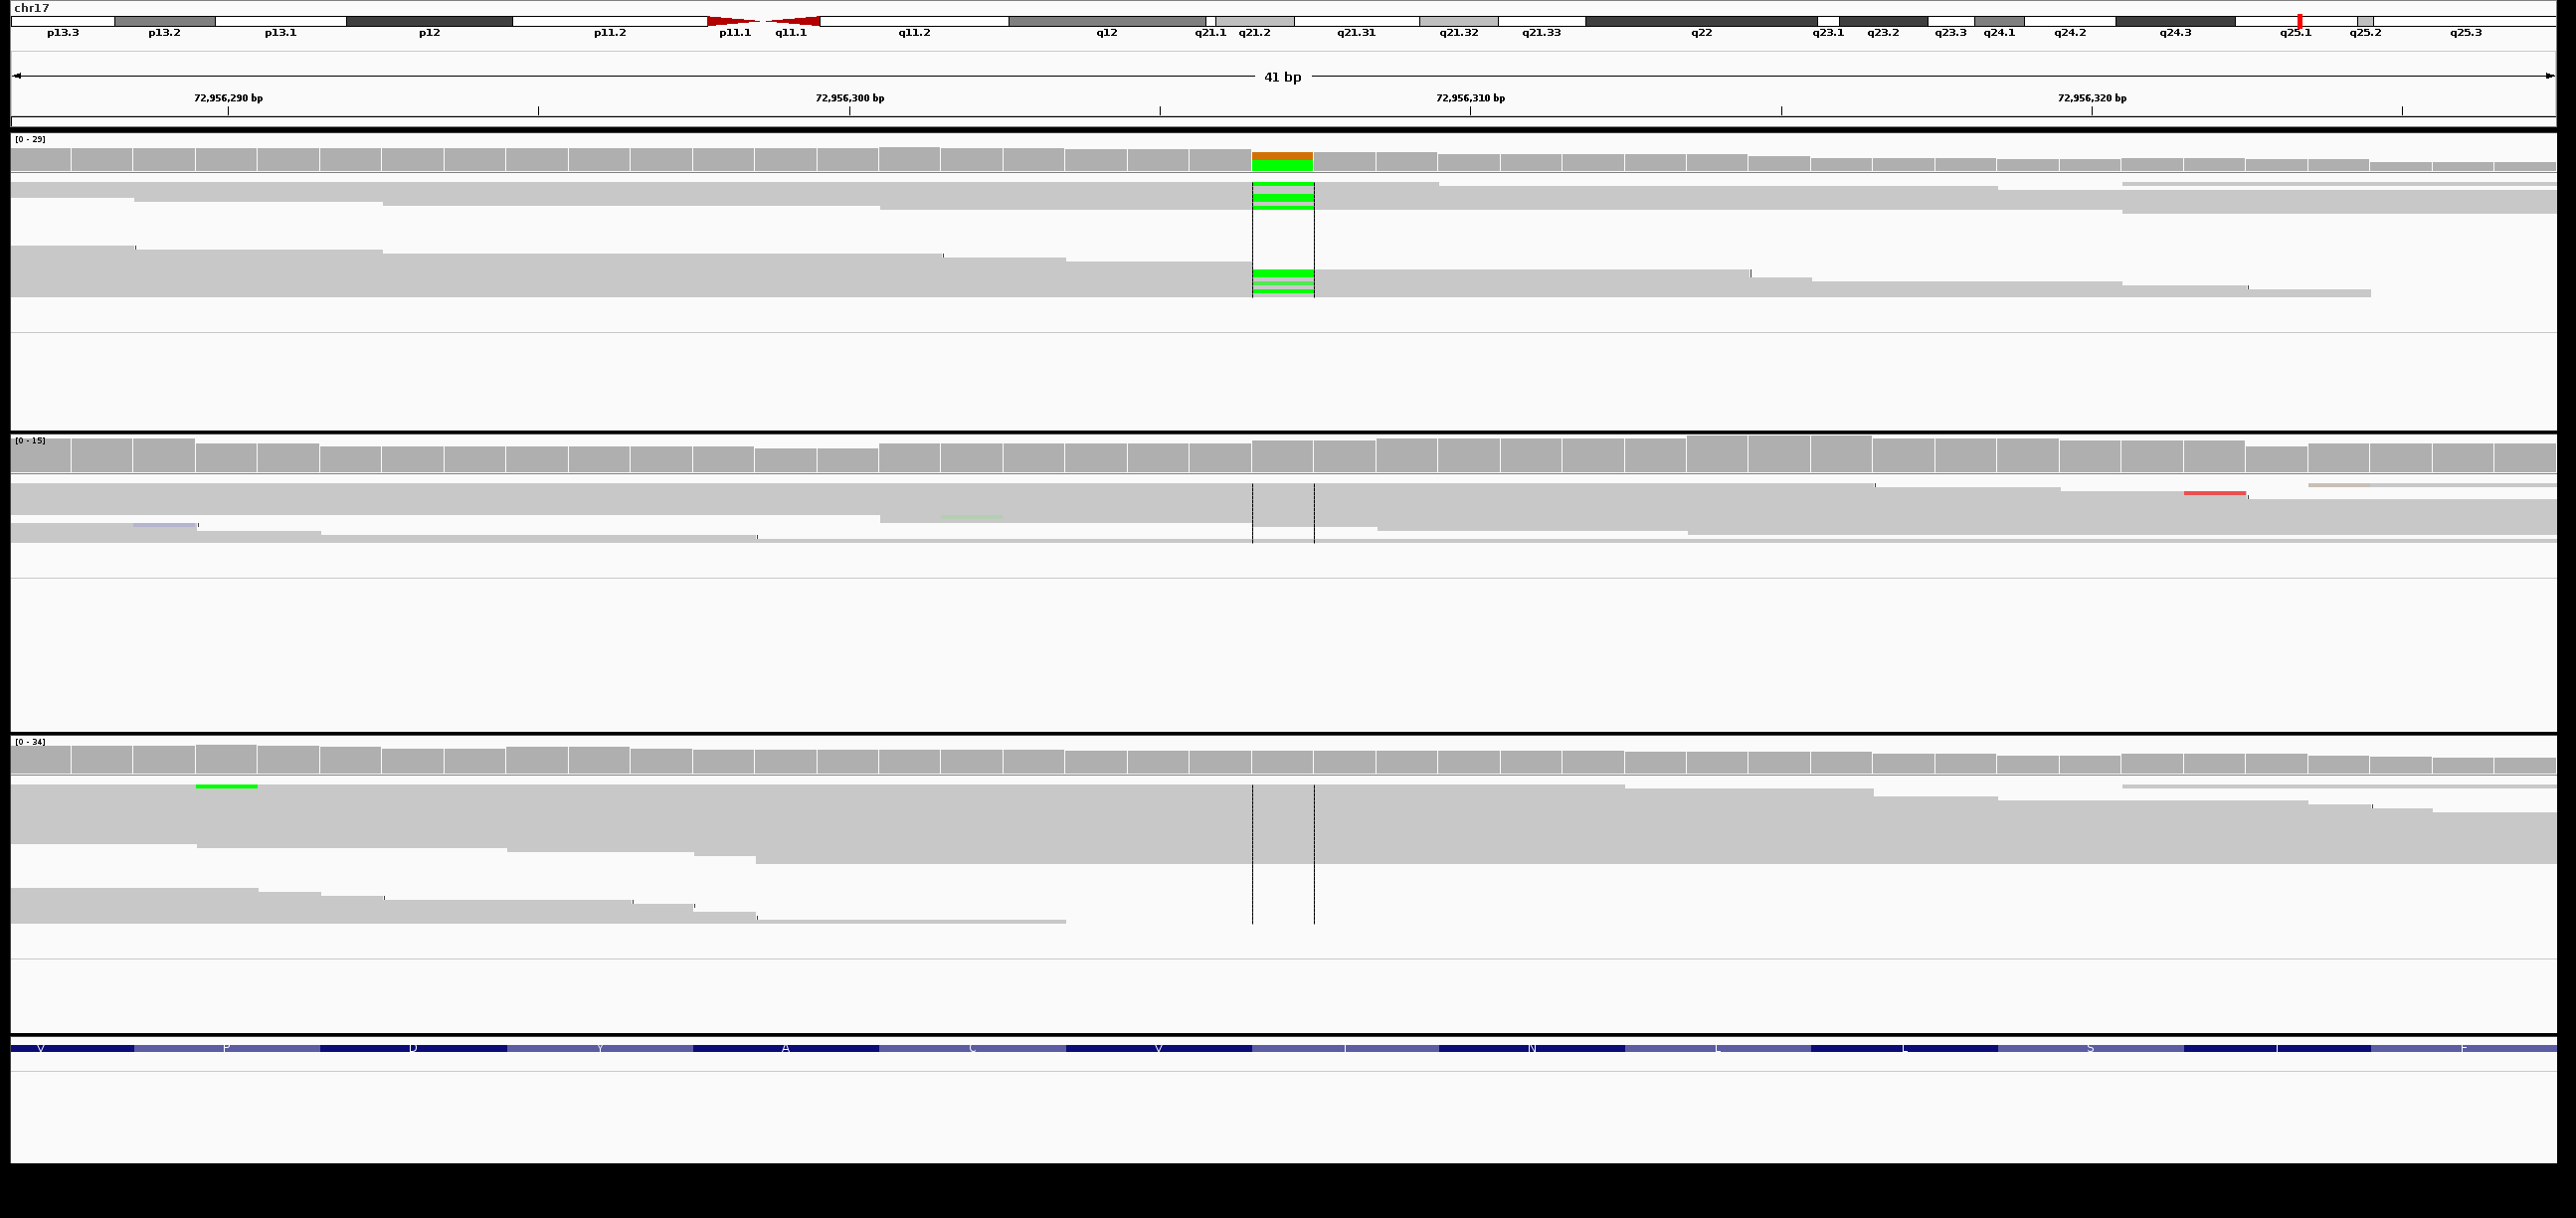 chr17
p13.3 p13.2 p13.1 p12 p11.2 p11.1 q11.1 q11.2 q12 q21.1 q21.2 q21.31 q21.32 q21.33 q22 q23.1 q23.2 q23.3 q24.1 q24.2 q24.3 q25.1 q25.2 q25.3
41 bp
72,956,290 bp 72,956,300 bp 72,956,310 bp 72,956,320 bp
[0 - 29]
[0 - 15]
[0 - 34]
V P D Y A C V I N L L S I F